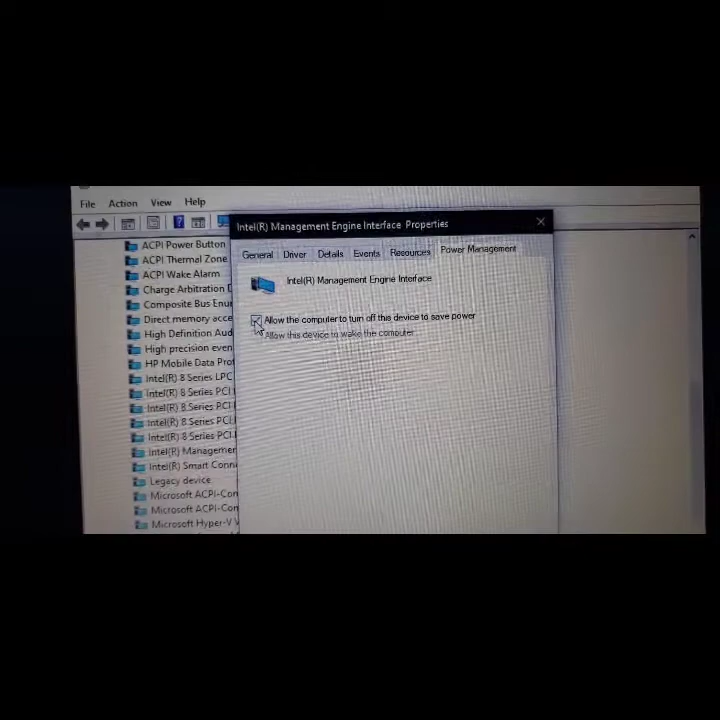 File Action View Help
Intel(R) Management Engine Interface Properties
General Driver Details Events Resources Power Management
Intel(R) Management Engine Interface
Allow the computer to turn off this device to save power
Allow this device to wake the computer
ACPI Power Button
ACPI Thermal Zone
ACPI Wake Alarm
Charge Arbitration D
Composite Bus Enu
Direct memory acce
High Definition Aud
High precision even
HP Mobile Data Prot
Intel(R) 8 Series LPC
Intel(R) 8 Series PCI
Intel(R) 8 Series PCI
Intel(R) 8 Series PCI
Intel(R) 8 Series PCI
Intel(R) Managemer
Intel(R) Smart Conn
Legacy device
Microsoft ACPI-Con
Microsoft ACPI-Con
Microsoft Hyper-V V